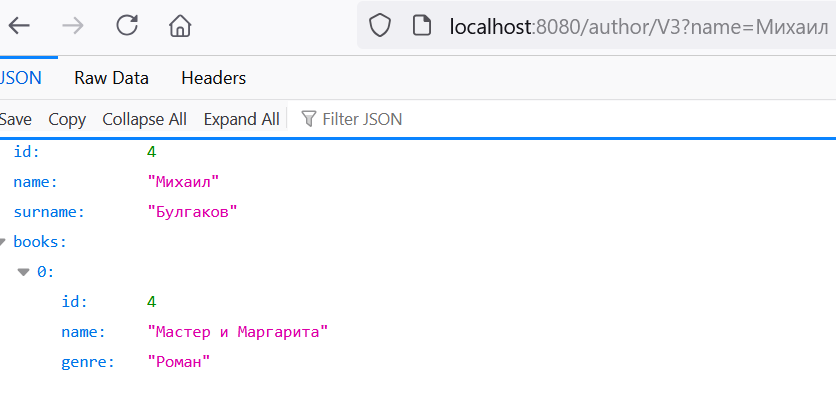 localhost:8080/author/V3?name=Михаил
JSON Raw Data Headers
Save Copy Collapse All Expand All Filter JSON
id: 4
name: "Михаил"
surname: "Булгаков"
books:
0:
id: 4
name: "Мастер и Маргарита"
genre: "Роман"